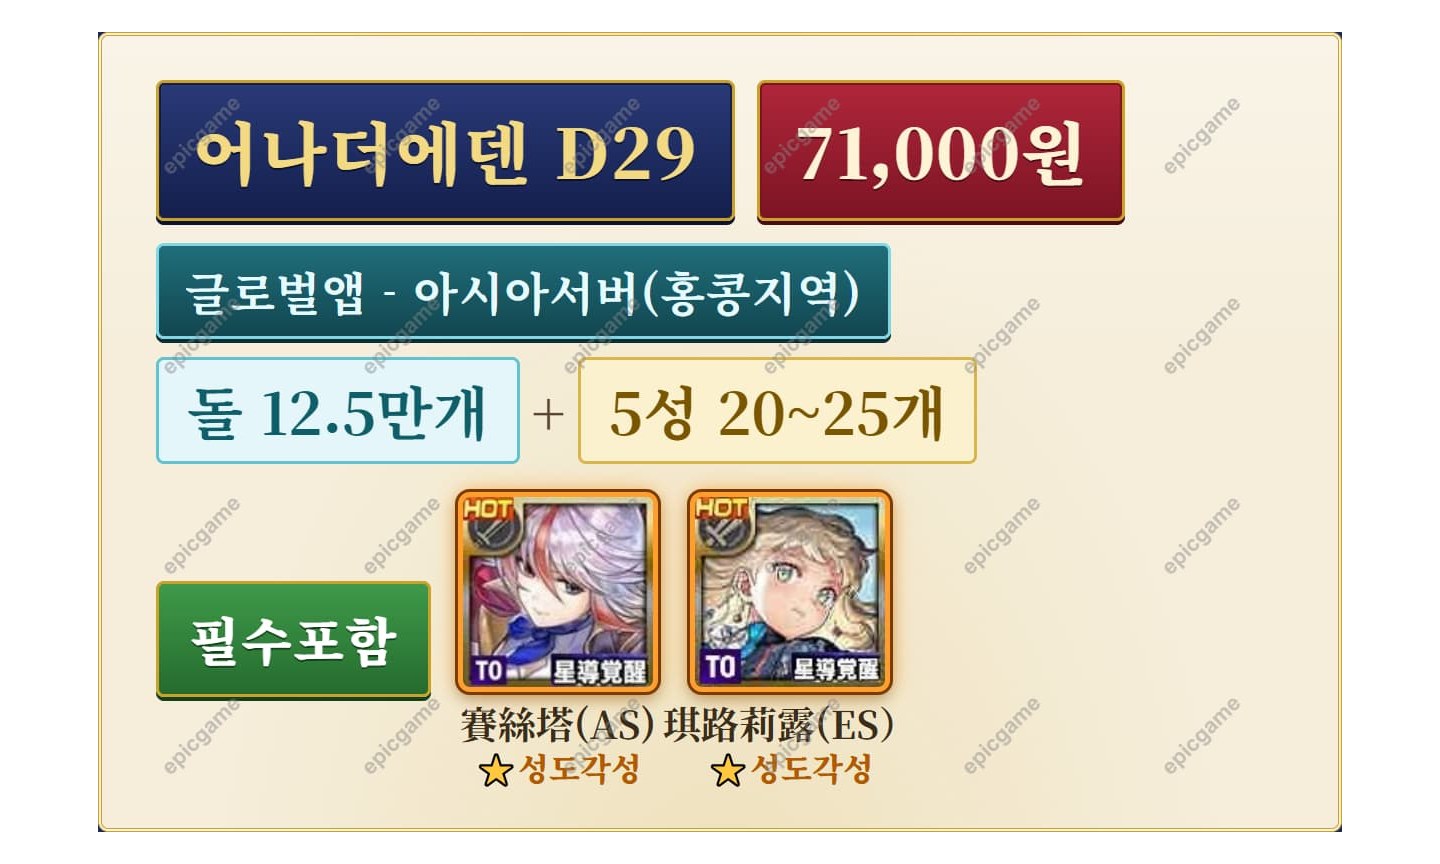 어나더에덴 D29
71,000원
글로벌앱 - 아시아서버(홍콩지역)
돌 12.5만개 + 5성 20~25개
필수포함
HOT
TO
星導覚醒
HOT
TO
星導覚醒
賽絲塔(AS)
琪路莉露(ES)
성도각성
성도각성
epicgame